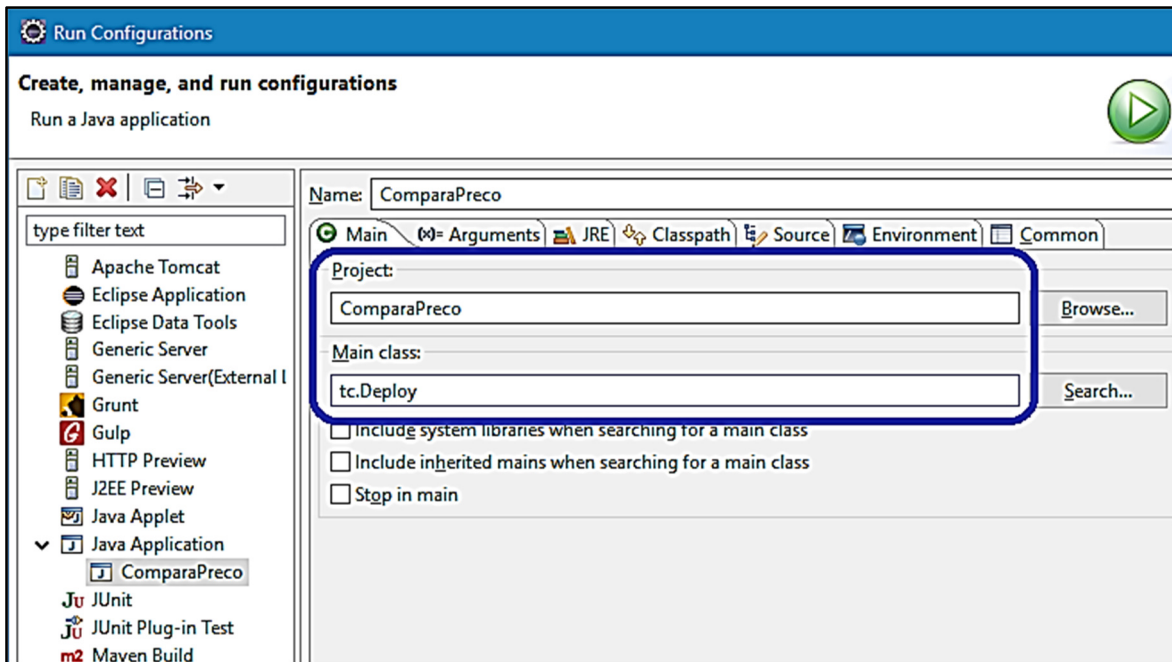 Run Configurations
Create, manage, and run configurations
Run a Java application
Name: ComparaPreco
type filter text
Main (x)= Arguments JRE Classpath Source Environment Common
Apache Tomcat
Eclipse Application
Eclipse Data Tools
Generic Server
Generic Server(External L
Grunt
Gulp
HTTP Preview
J2EE Preview
Java Applet
Java Application
ComparaPreco
JUnit
JUnit Plug-in Test
m2 Maven Build
Project:
ComparaPreco Browse...
Main class:
tc.Deploy Search...
Include system libraries when searching for a main class
Include inherited mains when searching for a main class
Stop in main